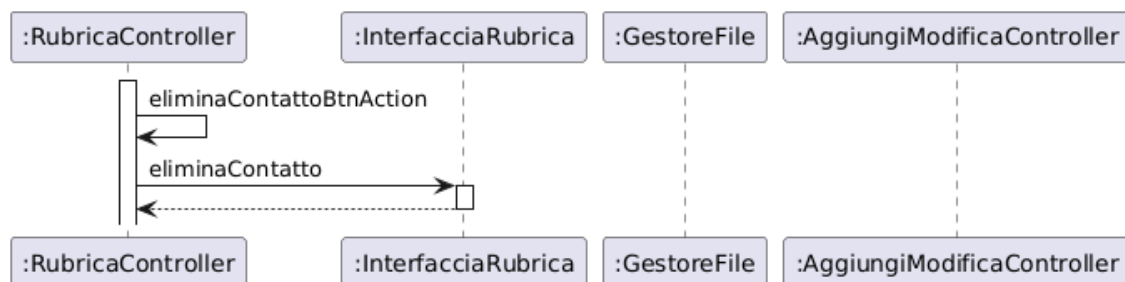 :RubricaController :InterfacciaRubrica :GestoreFile :AggiungiModificaController
eliminaContattoBtnAction
eliminaContatto
:RubricaController :InterfacciaRubrica :GestoreFile :AggiungiModificaController